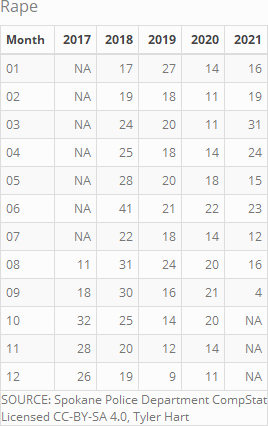 Rape
Month 2017 2018 2019 2020 2021
01 NA 17 27 14 16
02 NA 19 18 11 19
03 NA 24 20 11 31
04 NA 25 18 14 24
05 NA 28 20 18 15
06 NA 41 21 22 23
07 NA 22 18 14 12
08 11 31 24 20 16
09 18 30 16 21 4
10 32 25 14 20 NA
11 28 20 12 14 NA
12 26 19 9 11 NA
SOURCE: Spokane Police Department CompStat
Licensed CC-BY-SA 4.0, Tyler Hart